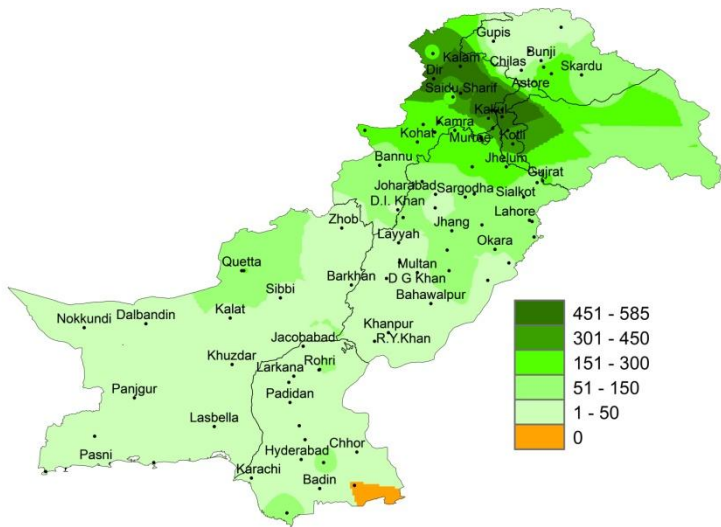 Gupis
Kalam
Bunji
Chilas
Skardu
Dir
Astore
Saidu Sharif
Kakul
Kamra
Kotli
Kohat
Murree
Jhelum
Bannu
Gujrat
Joharabad
Sargodha
Sialkot
D.I. Khan
Lahore
Zhob
Layyah
Jhang
Okara
Quetta
Multan
Barkhan
D G Khan
Sibbi
Bahawalpur
Nokkundi
Dalbandin
Kalat
Khanpur
R.Y.Khan
Jacobabad
Khuzdar
Rohri
Larkana
Panjgur
Padidan
Lasbella
Hyderabad
Chhor
Pasni
Karachi
Badin
451 - 585
301 - 450
151 - 300
51 - 150
1 - 50
0